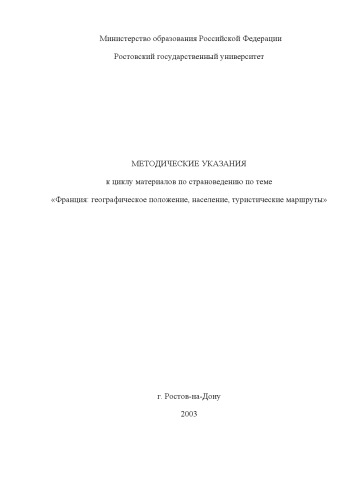 Министерство образования Российской Федерации
Ростовский государственный университет
МЕТОДИЧЕСКИЕ УКАЗАНИЯ
к циклу материалов по страноведению по теме
«Франция: географическое положение, население, туристические маршруты»
г. Ростов-на-Дону
2003